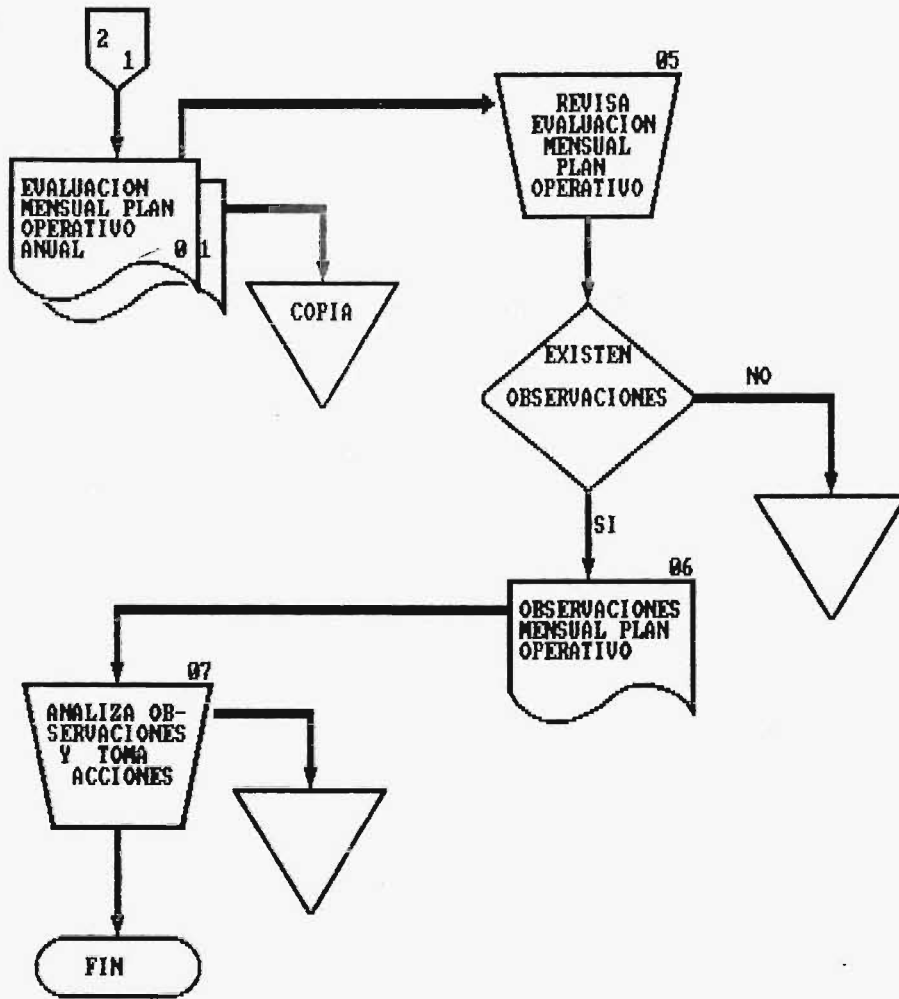 2
1
EVALUACION
MENSUAL PLAN
OPERATIVO
ANUAL
0 1
COPIA
05
REVISA
EVALUACION
MENSUAL
PLAN
OPERATIVO
EXISTEN
OBSERVACIONES
NO
SI
06
OBSERVACIONES
MENSUAL PLAN
OPERATIVO
07
ANALIZA OB-
SERVACIONES
Y TOMA
ACCIONES
FIN